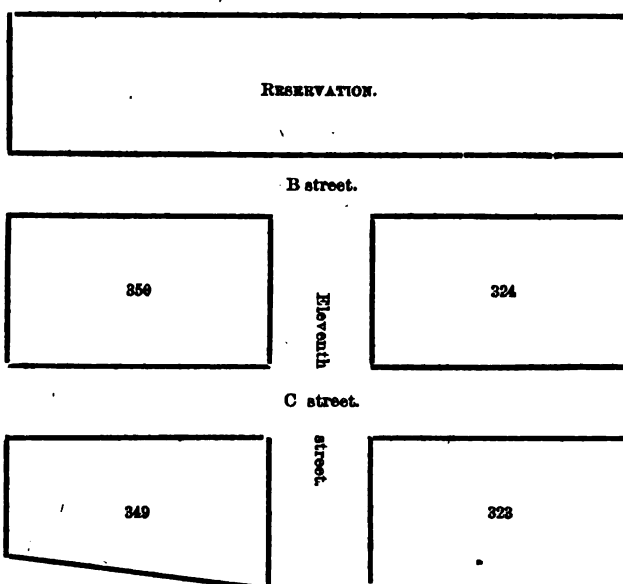 RESERVATION.
B street.
350
Eleventh
324
C street.
street.
349
323